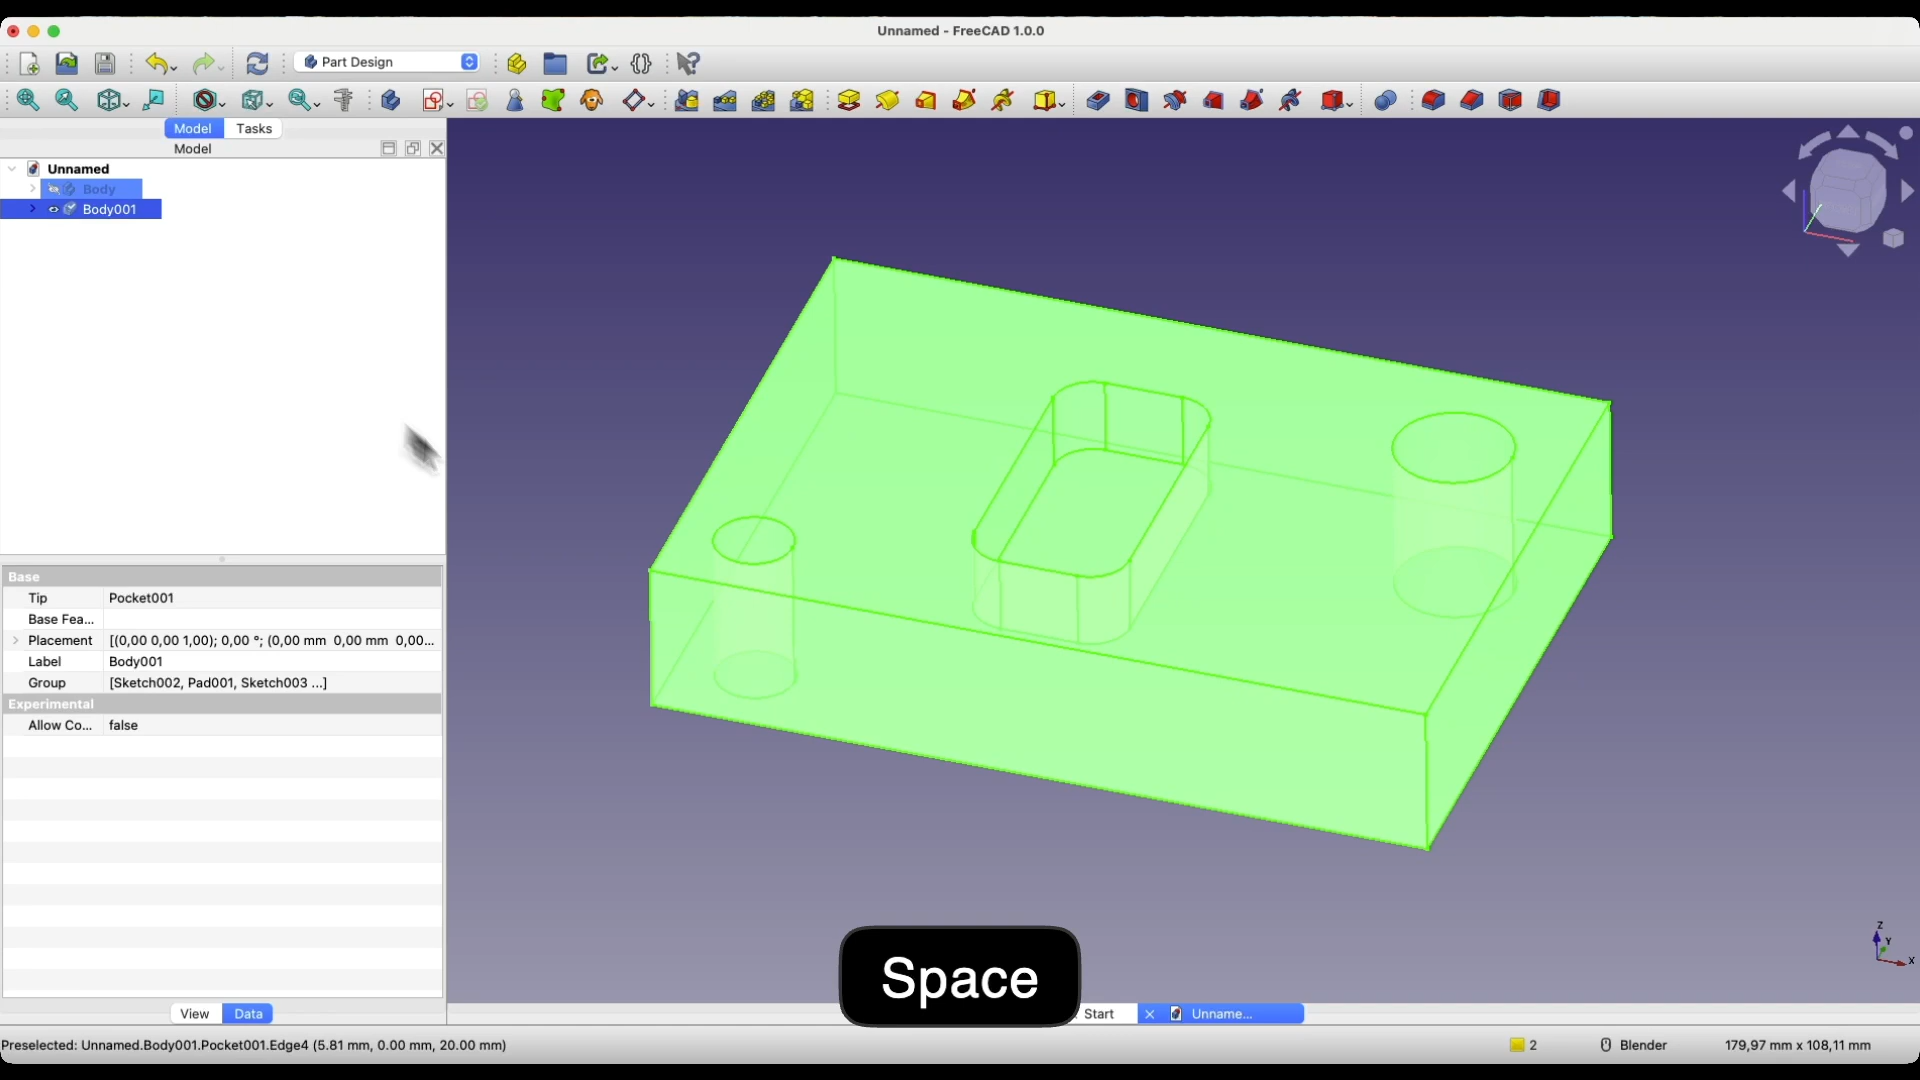 Unnamed - FreeCAD 1.0.0
Part Design
Model
Tasks
Model
Unnamed
Body
Body001
Base
Tip
Pocket001
Base Fea...
Placement
[(0,00 0,00 1,00); 0,00 °; (0,00 mm  0,00 mm  0,00...
Label
Body001
Group
[Sketch002, Pad001, Sketch003 ...]
Experimental
Allow Co...
false
Z
Y
X
Space
View
Data
Start
Unname...
Preselected: Unnamed.Body001.Pocket001.Edge4 (5.81 mm, 0.00 mm, 20.00 mm)
2
Blender
179,97 mm x 108,11 mm